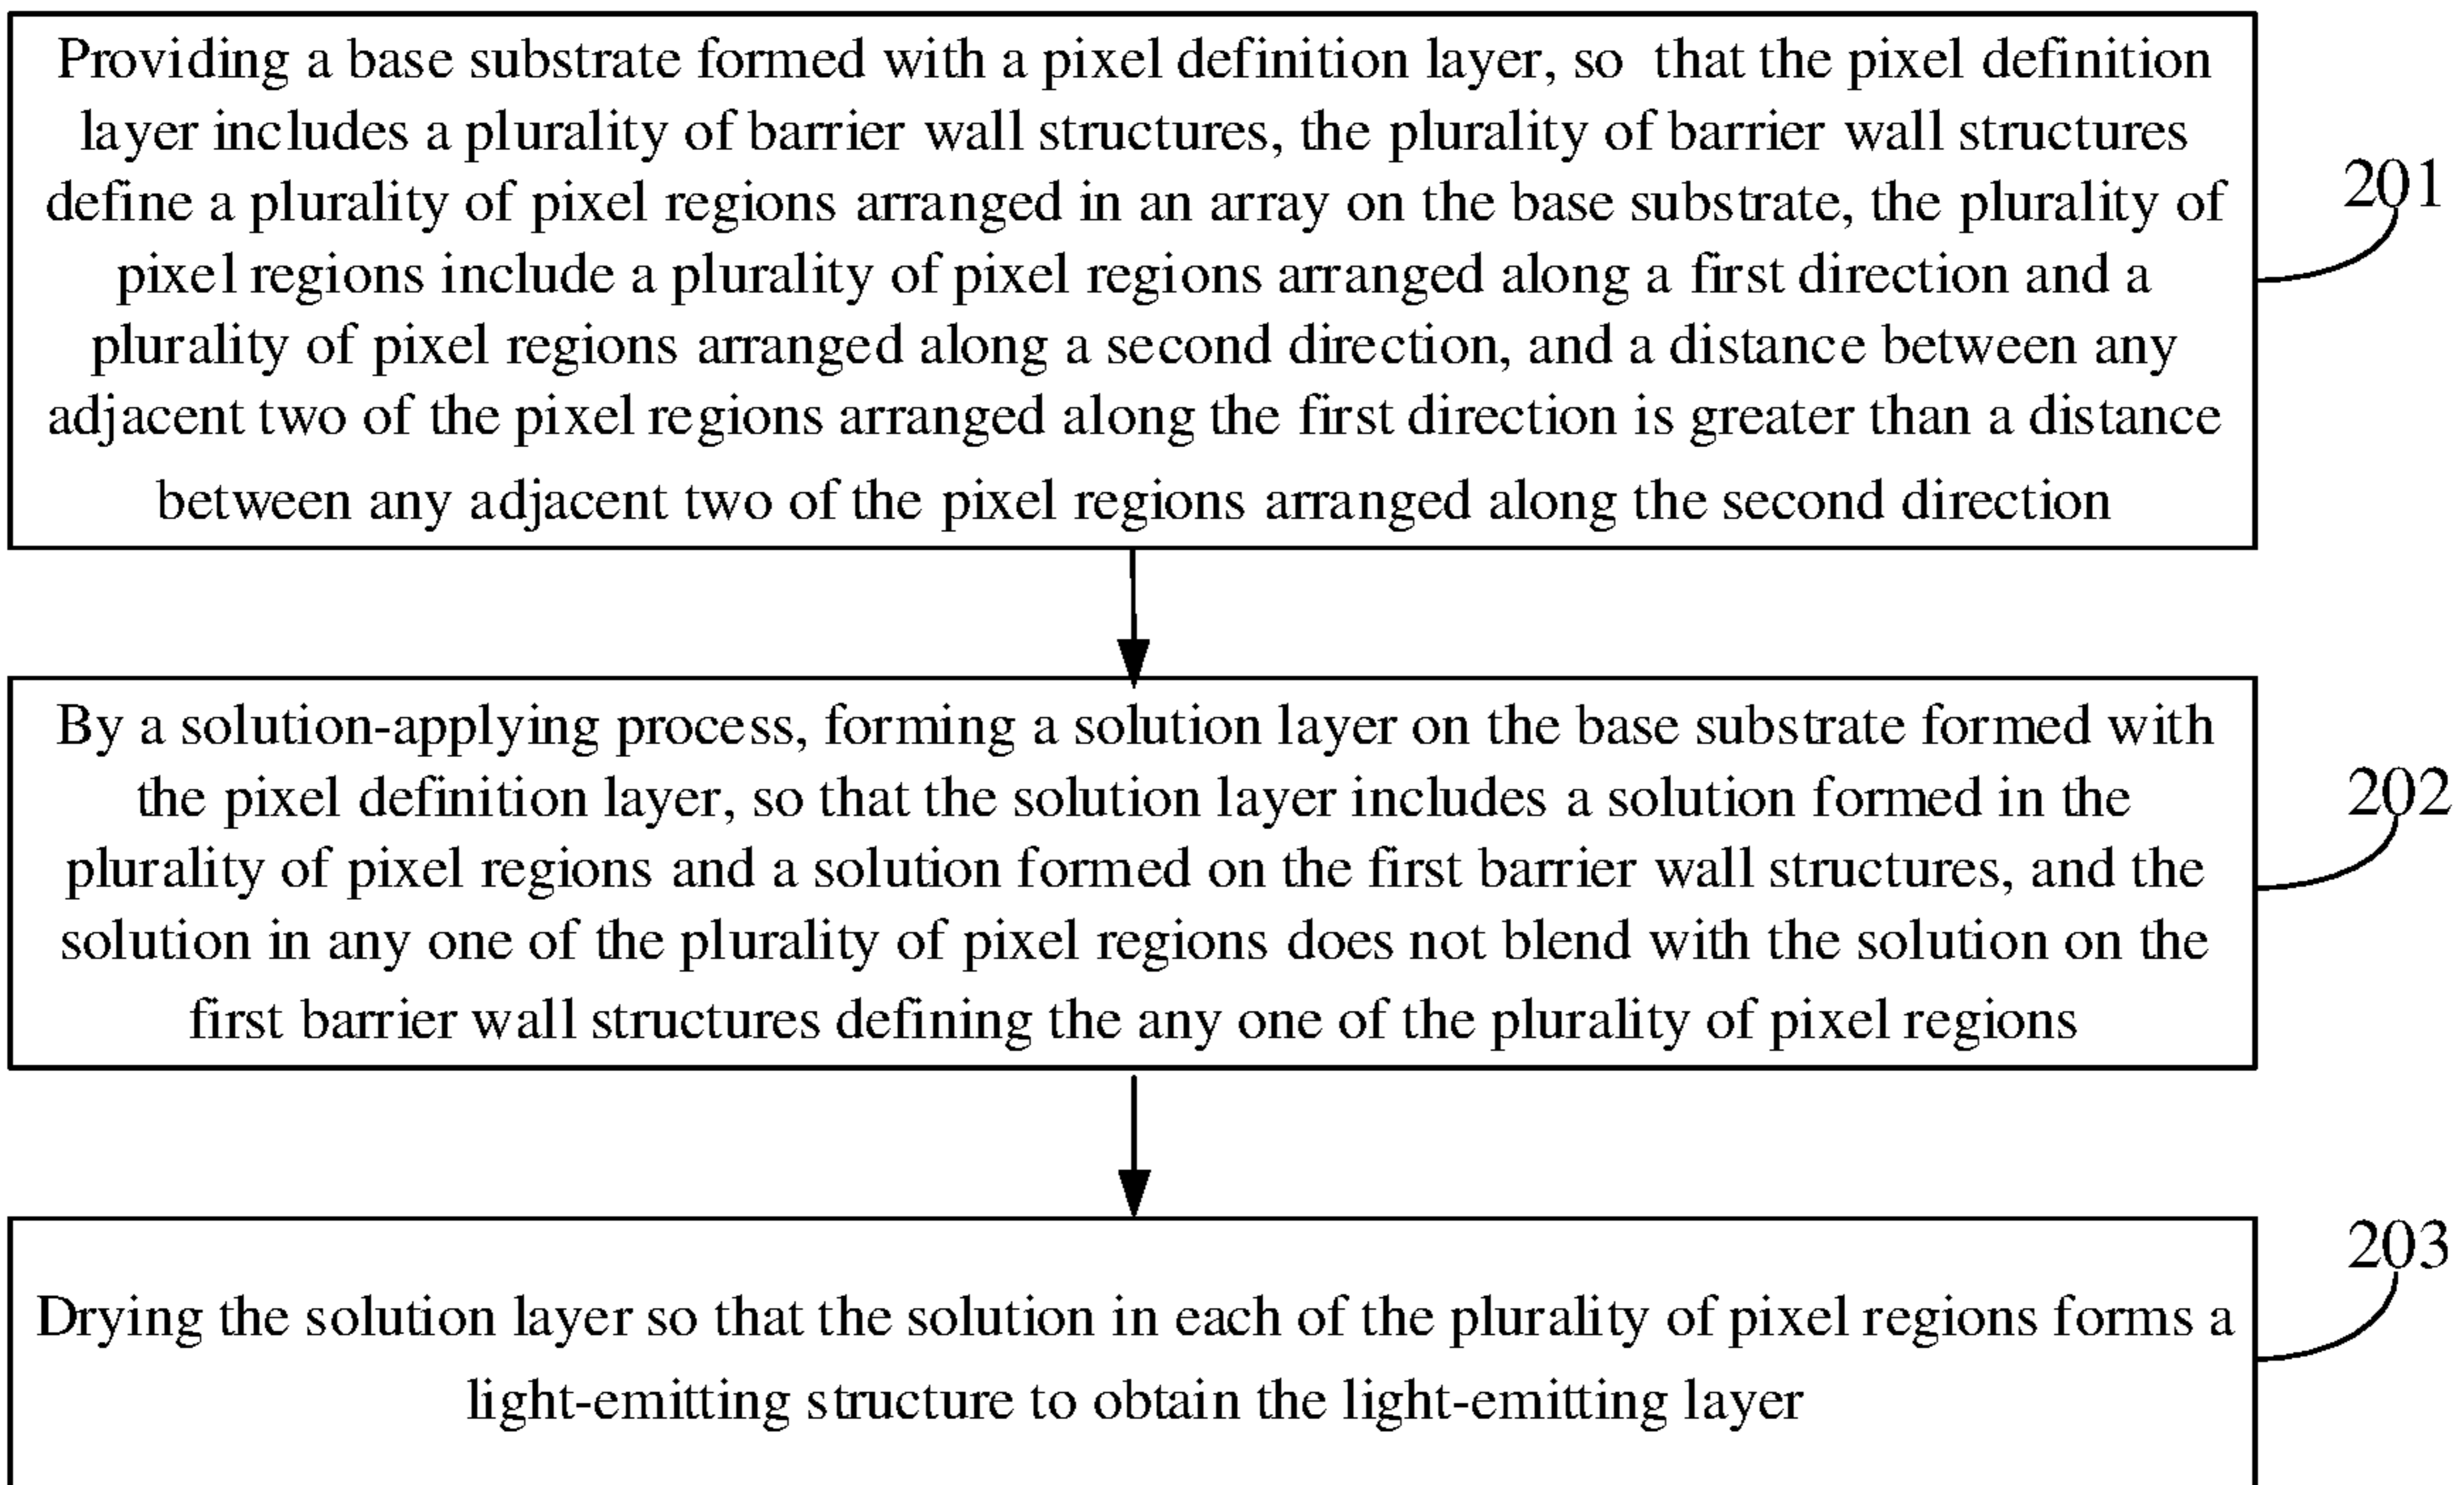 Providing a base substrate formed with a pixel definition layer, so that the pixel definition
layer includes a plurality of barrier wall structures, the plurality of barrier wall structures
define a plurality of pixel regions arranged in an array on the base substrate, the plurality of
pixel regions include a plurality of pixel regions arranged along a first direction and a
plurality of pixel regions arranged along a second direction, and a distance between any
adjacent two of the pixel regions arranged along the first direction is greater than a distance
between any adjacent two of the pixel regions arranged along the second direction
201
By a solution-applying process, forming a solution layer on the base substrate formed with
the pixel definition layer, so that the solution layer includes a solution formed in the
plurality of pixel regions and a solution formed on the first barrier wall structures, and the
solution in any one of the plurality of pixel regions does not blend with the solution on the
first barrier wall structures defining the any one of the plurality of pixel regions
202
Drying the solution layer so that the solution in each of the plurality of pixel regions forms a
light-emitting structure to obtain the light-emitting layer
203